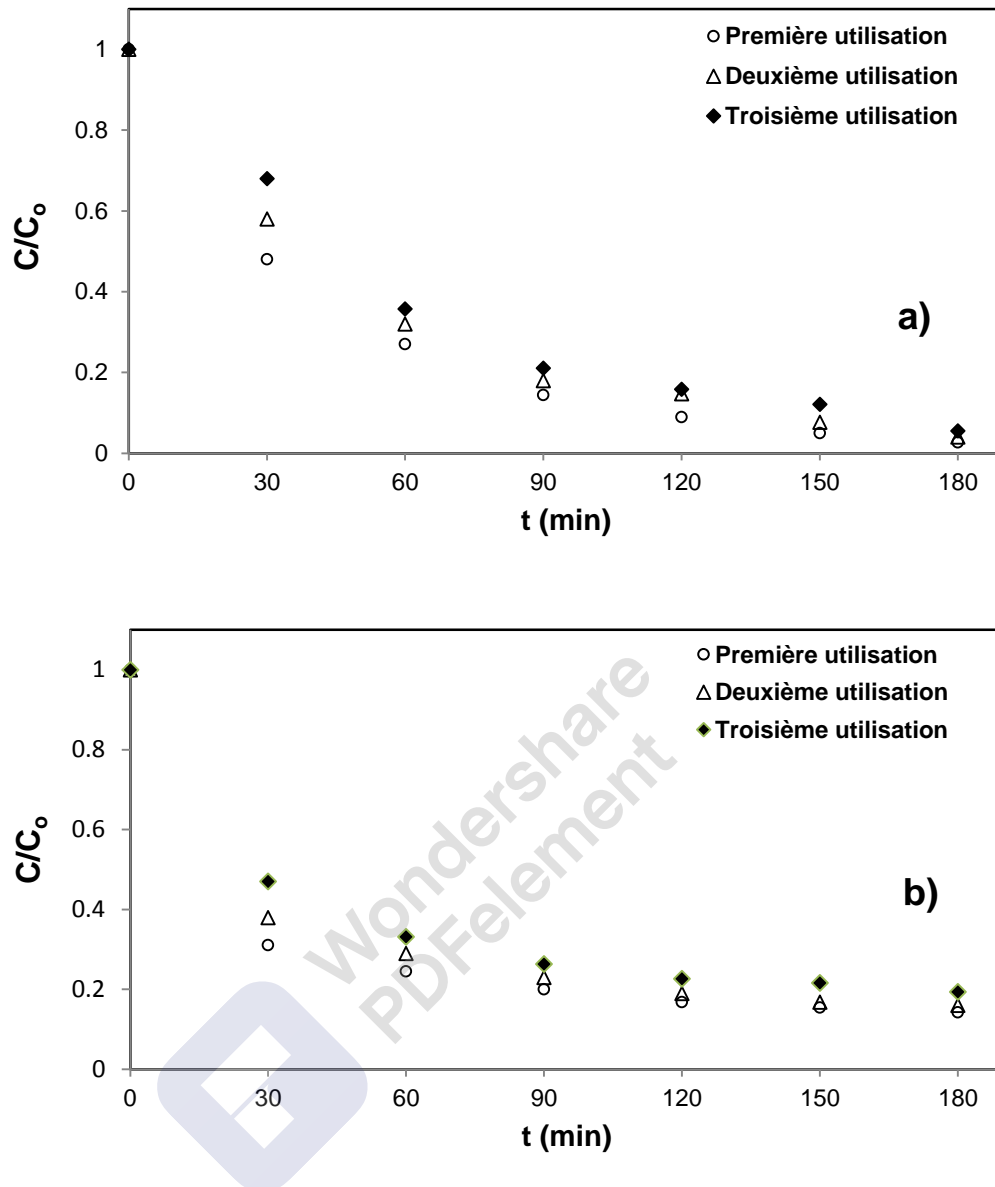 Première utilisation
Deuxième utilisation
Troisième utilisation
1
0.8
0.6
0.4
0.2
0
C/Co
a)
0 30 60 90 120 150 180
t (min)
Première utilisation
Deuxième utilisation
Troisième utilisation
1
0.8
0.6
0.4
0.2
0
C/Co
b)
0 30 60 90 120 150 180
t (min)
Wondershare
PDFelement